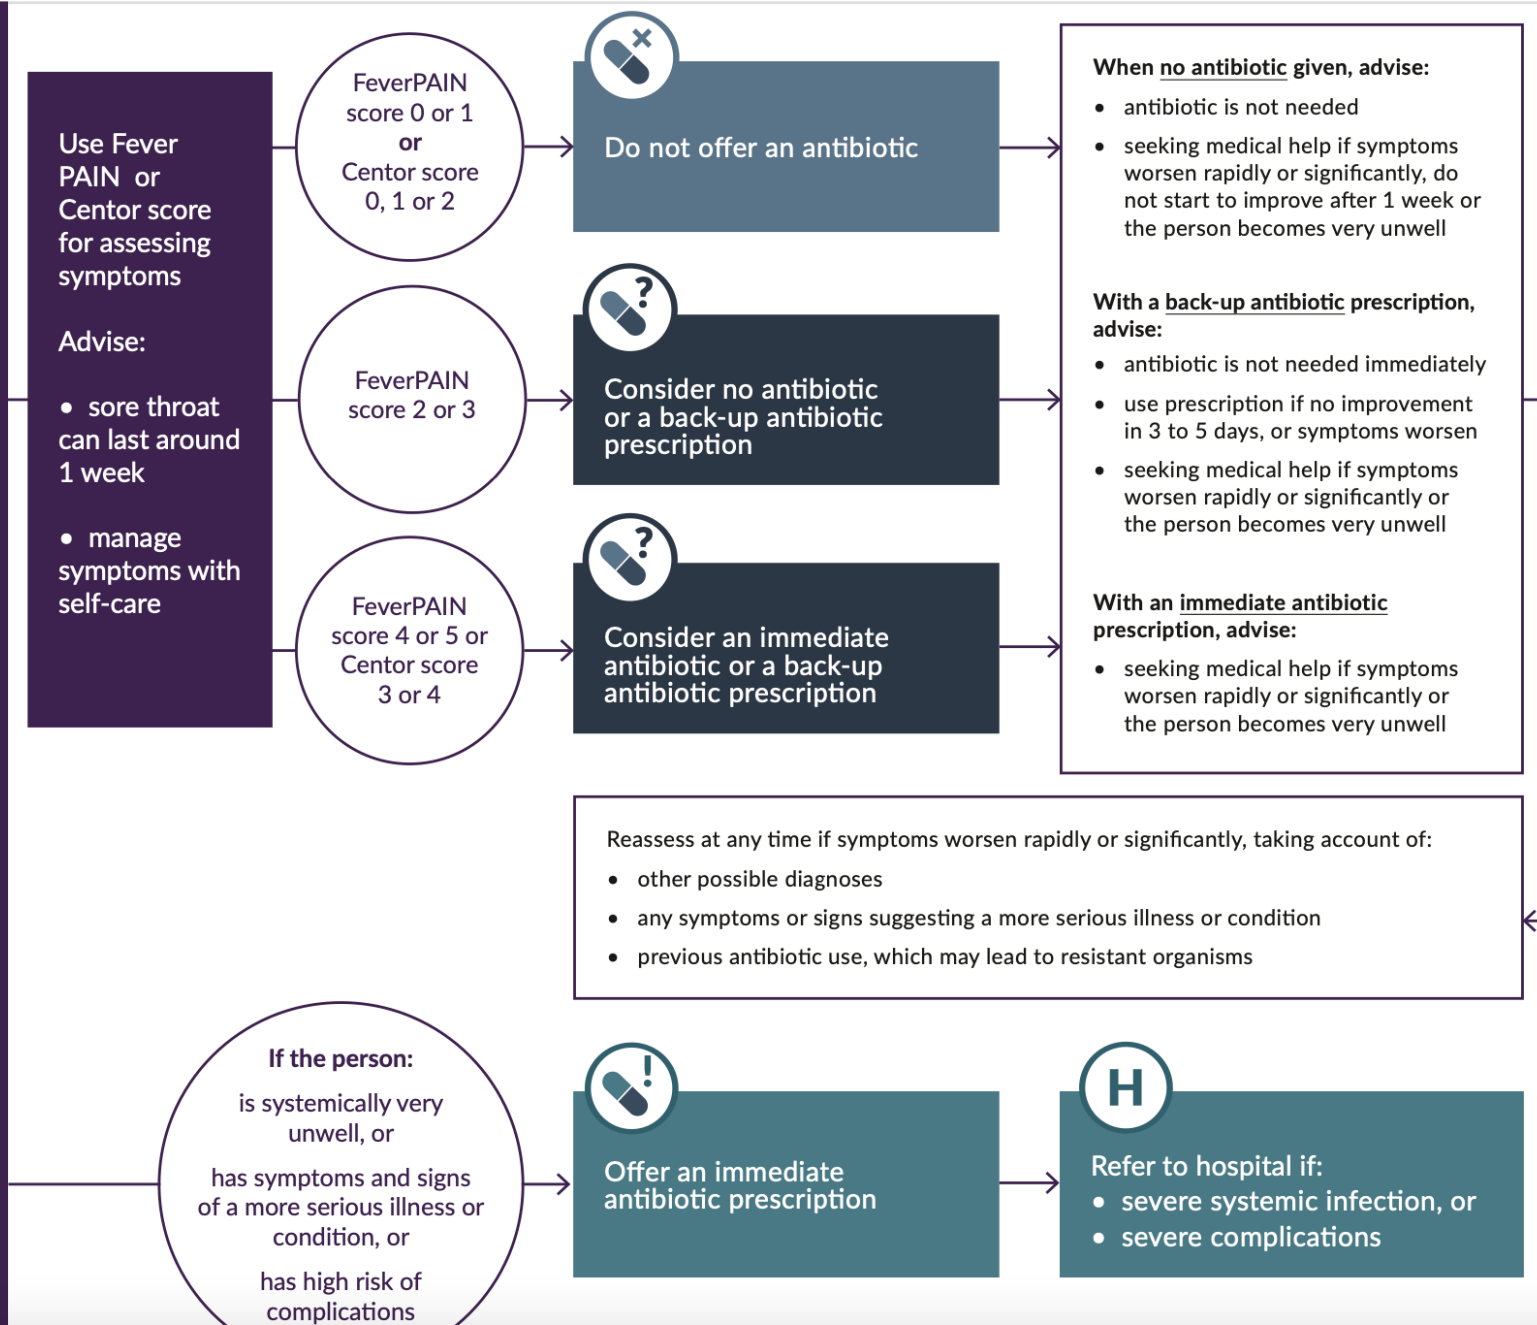 Use Fever
PAIN or
Centor score
for assessing
symptoms
Advise:
• sore throat
can last around
1 week
• manage
symptoms with
self-care
FeverPAIN
score 0 or 1
or
Centor score
0, 1 or 2
Do not offer an antibiotic
FeverPAIN
score 2 or 3
?
Consider no antibiotic
or a back-up antibiotic
prescription
FeverPAIN
score 4 or 5 or
Centor score
3 or 4
?
Consider an immediate
antibiotic or a back-up
antibiotic prescription
When no antibiotic given, advise:
• antibiotic is not needed
• seeking medical help if symptoms
worsen rapidly or significantly, do
not start to improve after 1 week or
the person becomes very unwell
With a back-up antibiotic prescription,
advise:
• antibiotic is not needed immediately
• use prescription if no improvement
in 3 to 5 days, or symptoms worsen
• seeking medical help if symptoms
worsen rapidly or significantly or
the person becomes very unwell
With an immediate antibiotic
prescription, advise:
• seeking medical help if symptoms
worsen rapidly or significantly or
the person becomes very unwell
Reassess at any time if symptoms worsen rapidly or significantly, taking account of:
• other possible diagnoses
• any symptoms or signs suggesting a more serious illness or condition
• previous antibiotic use, which may lead to resistant organisms
If the person:
is systemically very
unwell, or
has symptoms and signs
of a more serious illness or
condition, or
has high risk of
complications
!
Offer an immediate
antibiotic prescription
H
Refer to hospital if:
• severe systemic infection, or
• severe complications